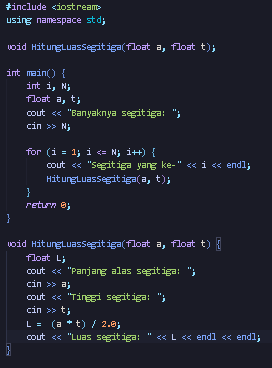 #include <iostream>
using namespace std;

void HitungLuasSegitiga(float a, float t);

int main() {
    int i, N;
    float a, t;
    cout << "Banyaknya segitiga: ";
    cin >> N;

    for (i = 1; i <= N; i++) {
        cout << "Segitiga yang ke-" << i << endl;
        HitungLuasSegitiga(a, t);
    }
    return 0;
}

void HitungLuasSegitiga(float a, float t) {
    float L;
    cout << "Panjang alas segitiga: ";
    cin >> a;
    cout << "Tinggi segitiga: ";
    cin >> t;
    L =  (a * t) / 2.0;
    cout << "Luas segitiga: " << L << endl << endl;
}